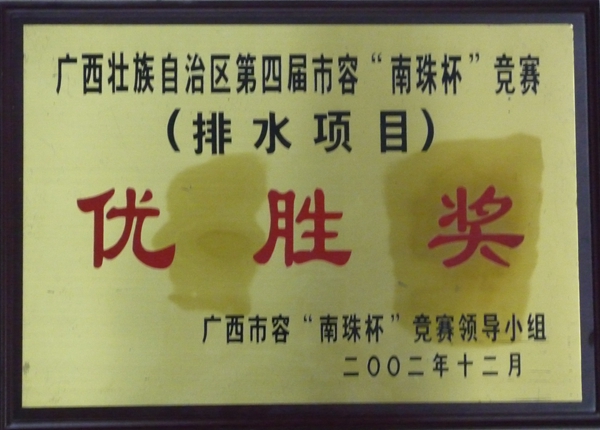 广西壮族自治区第四届市容“南珠杯”竞赛
（排水项目）
优胜奖
广西市容“南珠杯”竞赛领导小组
二〇〇二年十二月